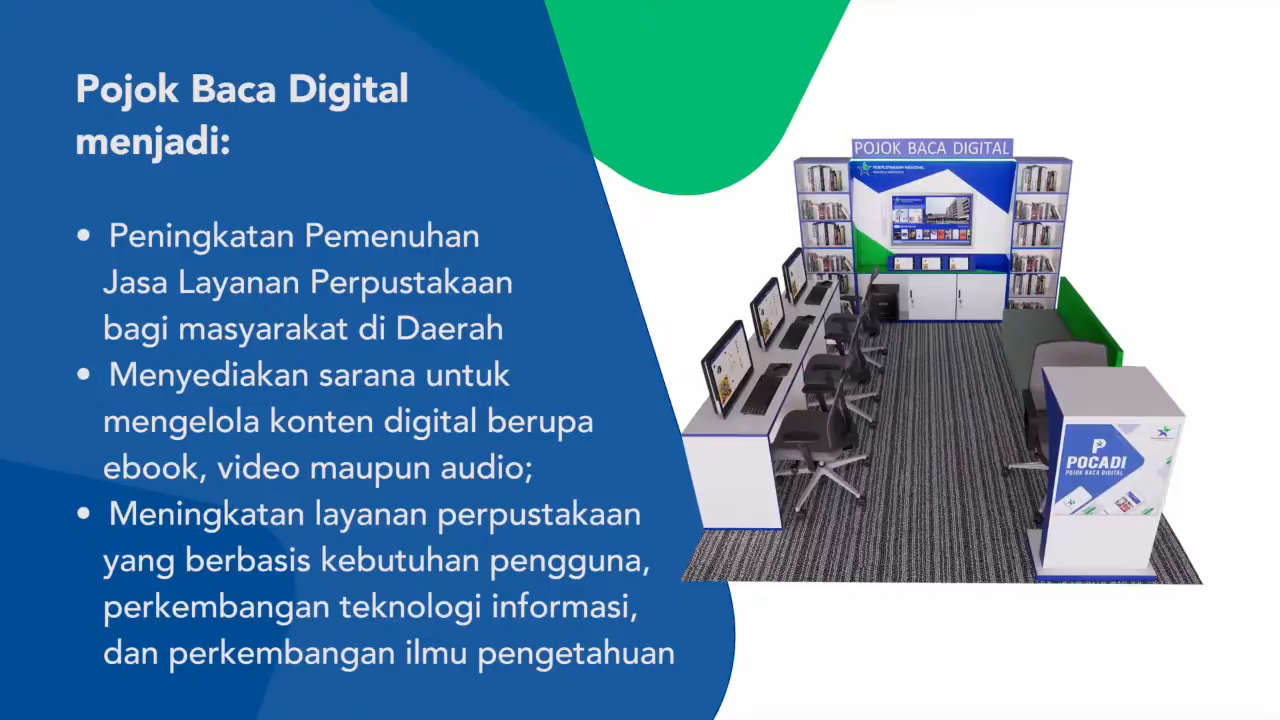 Pojok Baca Digital
menjadi:
• Peningkatan Pemenuhan
Jasa Layanan Perpustakaan
bagi masyarakat di Daerah
• Menyediakan sarana untuk
mengelola konten digital berupa
ebook, video maupun audio;
• Meningkatan layanan perpustakaan
yang berbasis kebutuhan pengguna,
perkembangan teknologi informasi,
dan perkembangan ilmu pengetahuan
POJOK BACA DIGITAL
PERPUSTAKAAN NASIONAL
POCADI
POJOK BACA DIGITAL